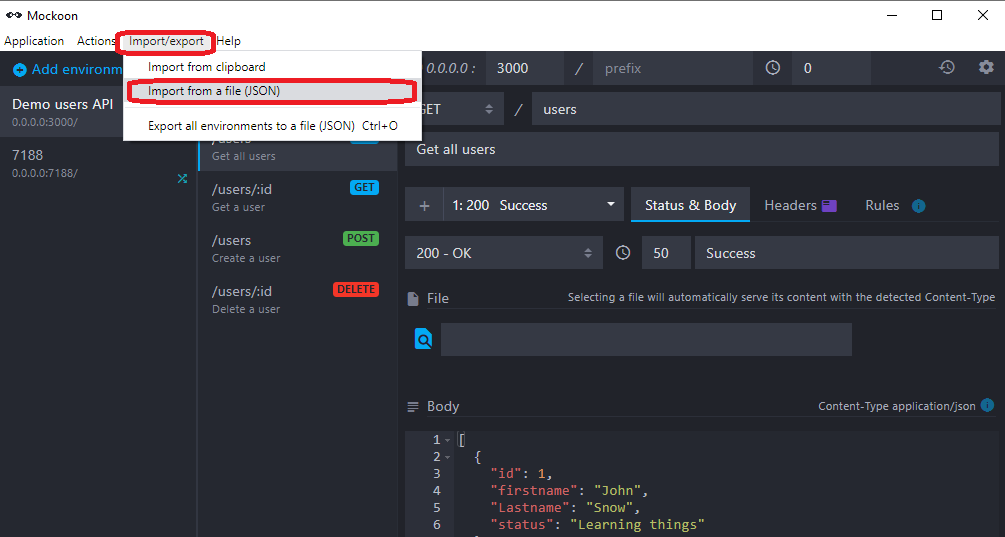 Mockoon
Application Actions Import/export Help
Import from clipboard
Import from a file (JSON)
Export all environments to a file (JSON) Ctrl+O
Add environm
0.0.0.0 : 3000 / prefix 0
Demo users API
0.0.0.0:3000/
7188
0.0.0.0:7188/
Get all users
/users/:id GET
Get a user
/users POST
Create a user
/users/:id DELETE
Delete a user
GET / users
Get all users
1: 200 Success Status & Body Headers Rules
200 - OK 50 Success
File Selecting a file will automatically serve its content with the detected Content-Type
Body Content-Type application/json
1 [
2 {
3 "id": 1,
4 "firstname": "John",
5 "Lastname": "Snow",
6 "status": "Learning things"